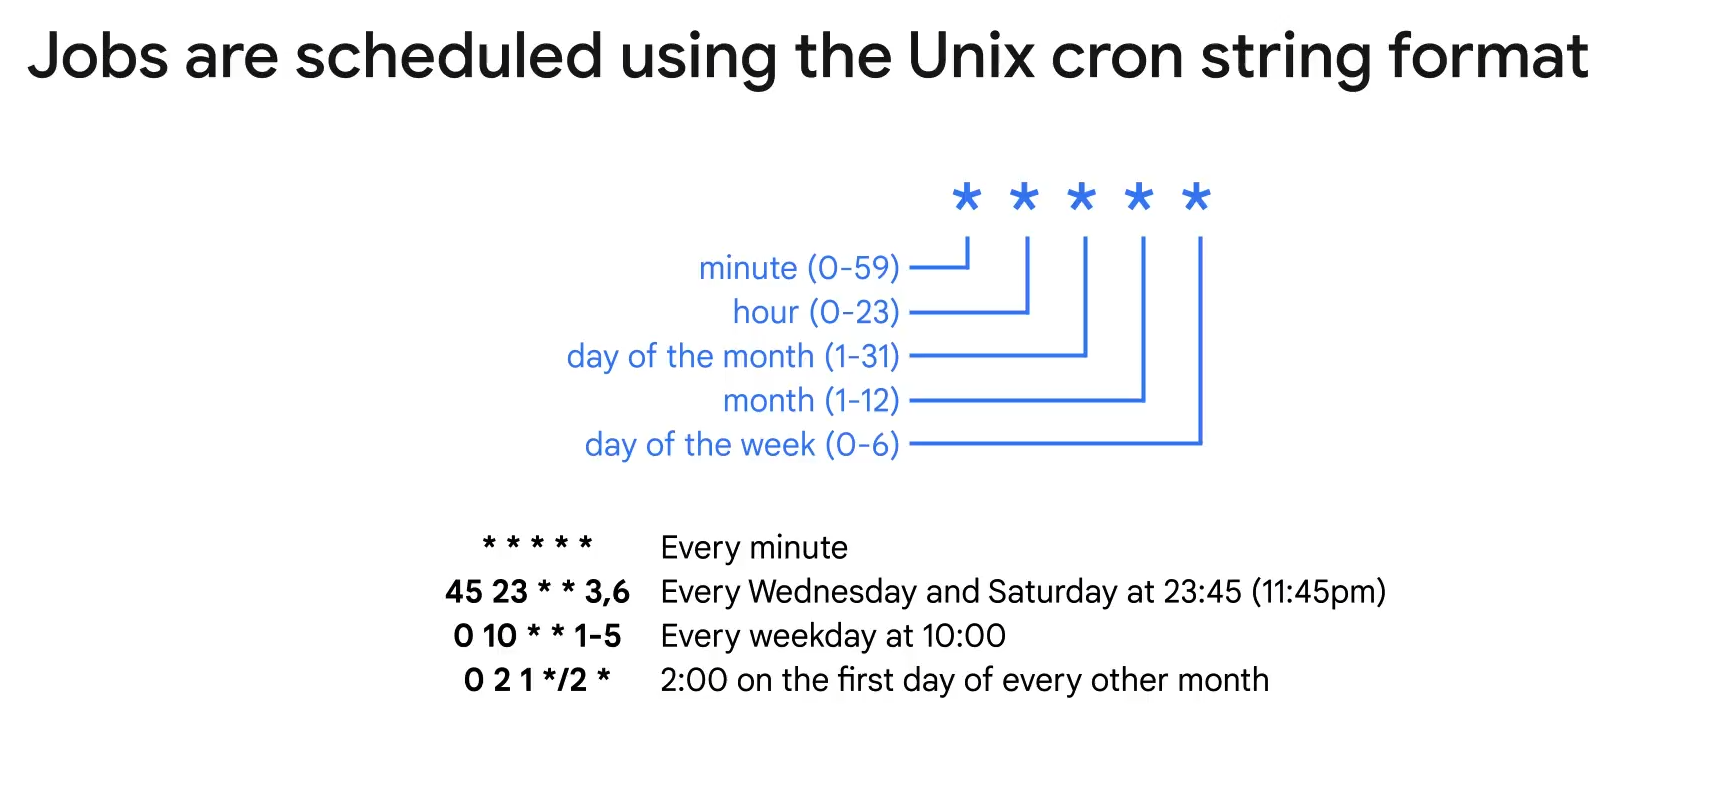 Jobs are scheduled using the Unix cron string format
* * * * *
minute (0-59)
hour (0-23)
day of the month (1-31)
month (1-12)
day of the week (0-6)
* * * * * Every minute
45 23 * * 3,6 Every Wednesday and Saturday at 23:45 (11:45pm)
0 10 * * 1-5 Every weekday at 10:00
0 2 1 */2 * 2:00 on the first day of every other month